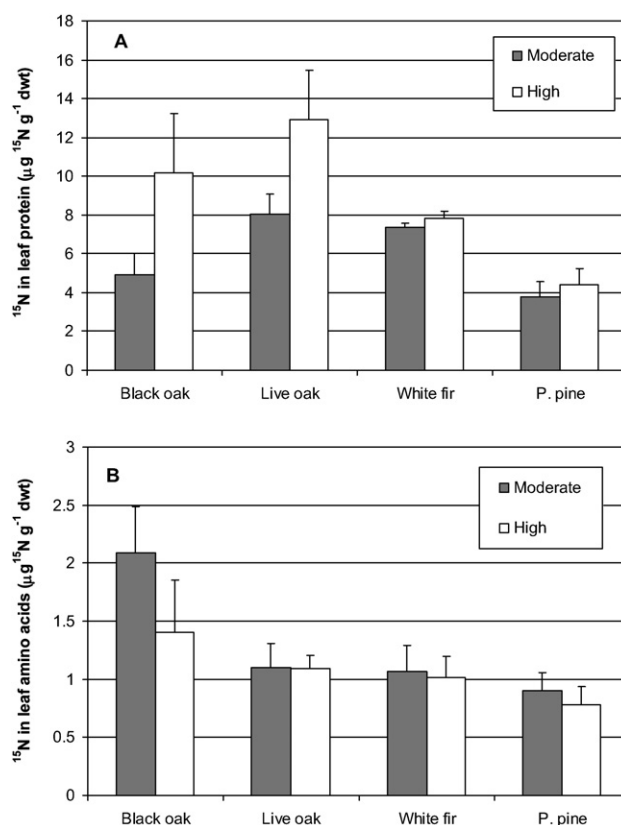 18
A
16
Moderate
14
High
12
10
8
6
4
2
0
¹⁵N in leaf protein (μg ¹⁵N g⁻¹ dwt)
Black oak Live oak White fir P. pine
3
B
2.5
Moderate
High
2
1.5
1
0.5
0
¹⁵N in leaf amino acids (μg¹⁵N g⁻¹ dwt)
Black oak Live oak White fir P. pine